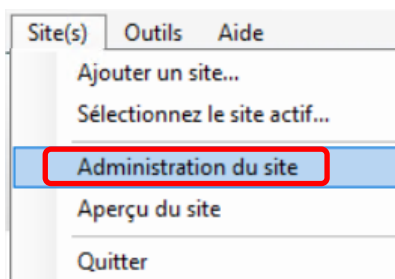 Site(s) Outils Aide
Ajouter un site...
Sélectionnez le site actif...
Administration du site
Aperçu du site
Quitter